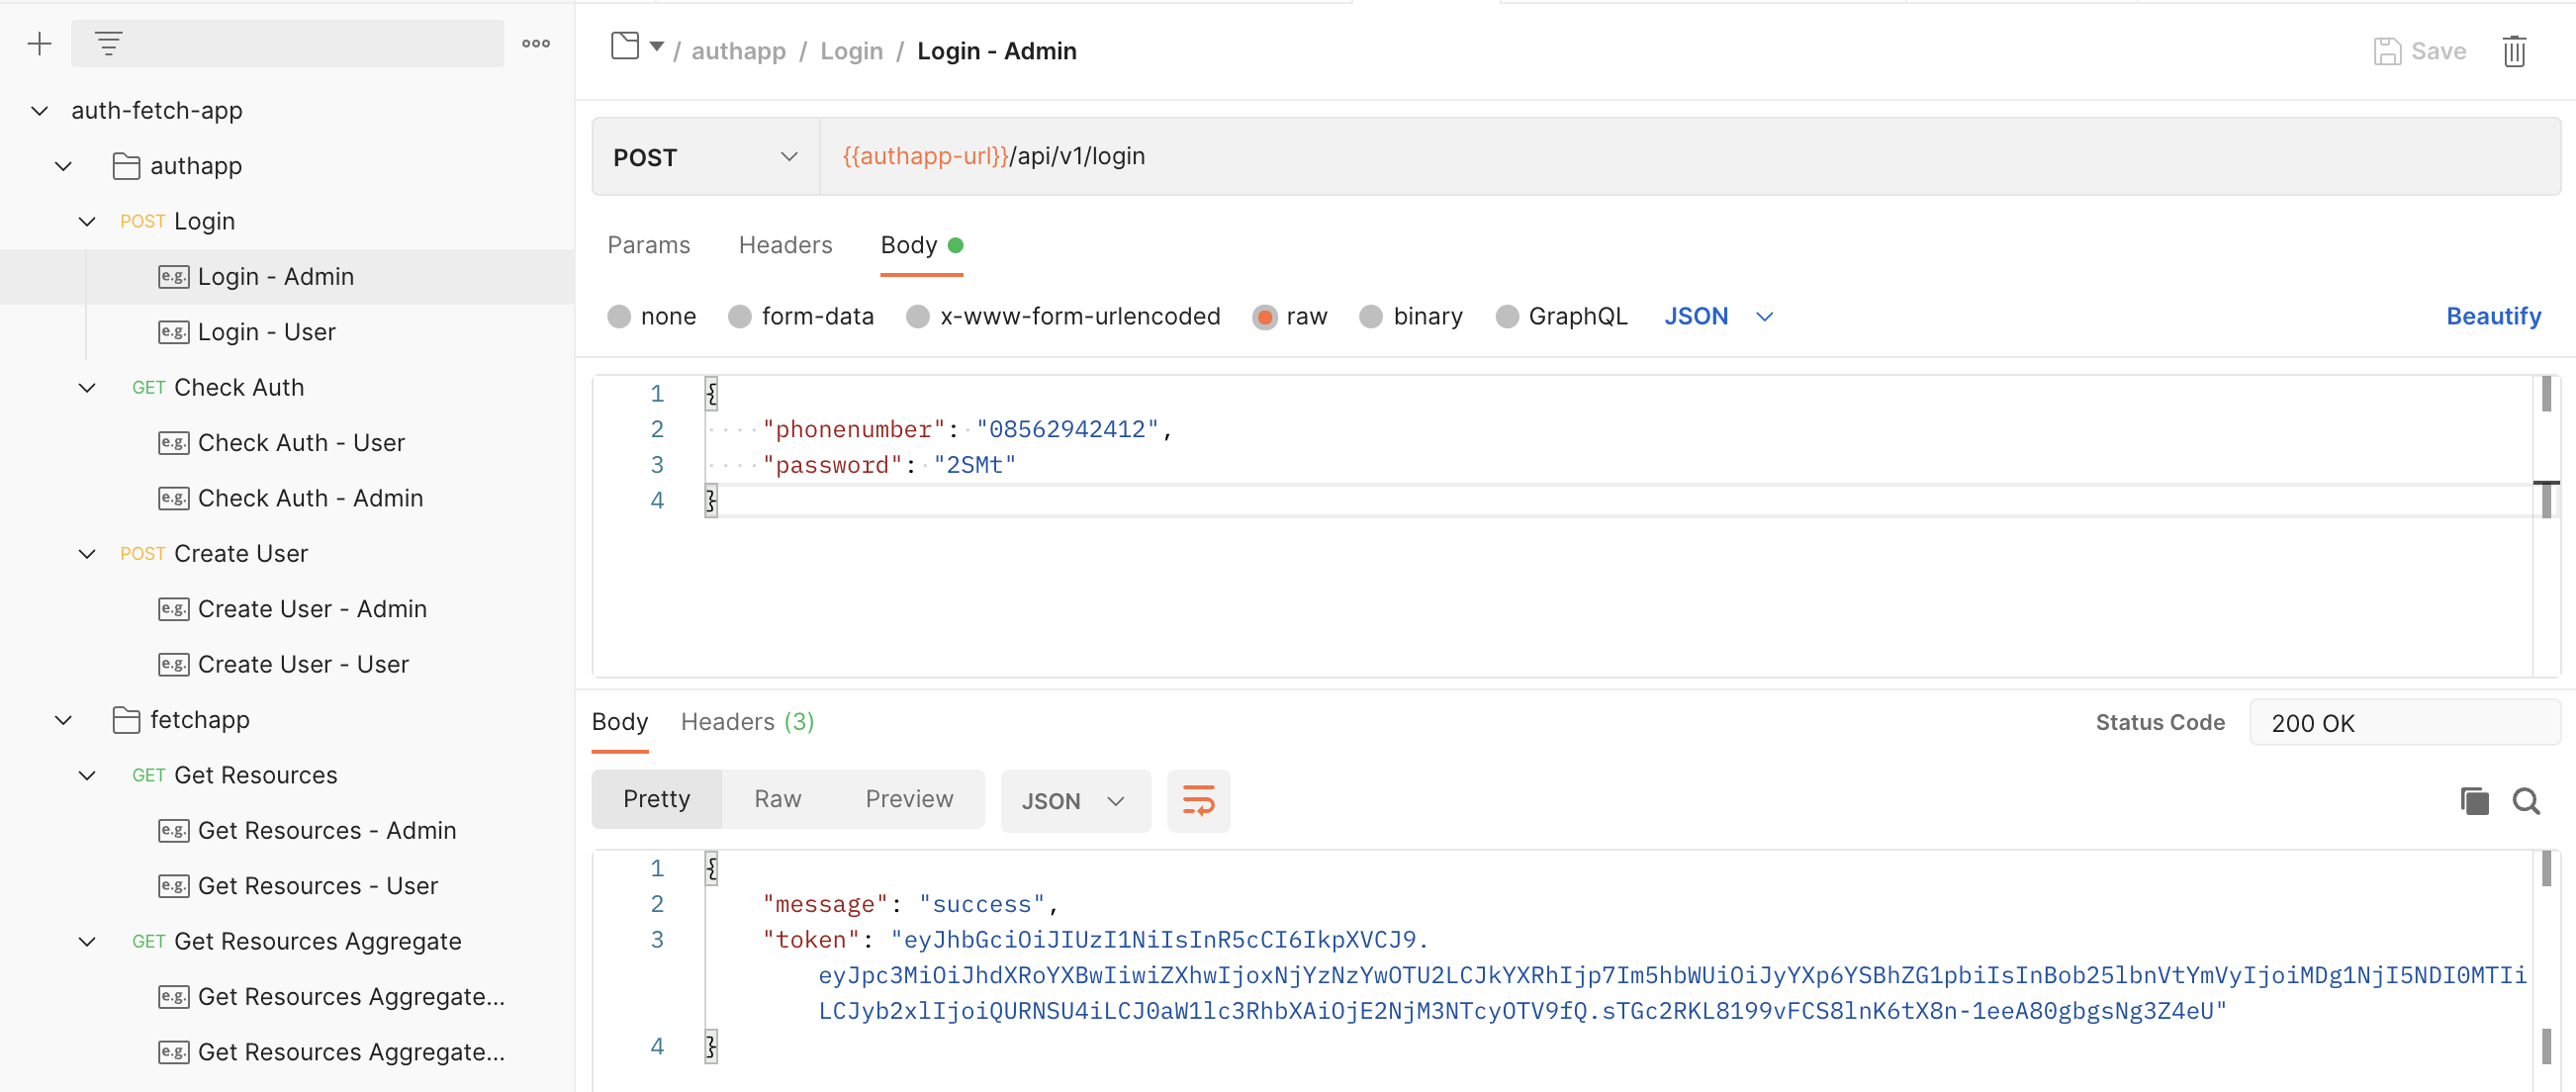 auth-fetch-app
authapp
POST Login
e.g. Login - Admin
e.g. Login - User
GET Check Auth
e.g. Check Auth - User
e.g. Check Auth - Admin
POST Create User
e.g. Create User - Admin
e.g. Create User - User
fetchapp
GET Get Resources
e.g. Get Resources - Admin
e.g. Get Resources - User
GET Get Resources Aggregate
e.g. Get Resources Aggregate...
e.g. Get Resources Aggregate...
/ authapp / Login / Login - Admin
Save
POST {{authapp-url}}/api/v1/login
Params Headers Body
none form-data x-www-form-urlencoded raw binary GraphQL JSON Beautify
1 {
2 "phonenumber": "08562942412",
3 "password": "2SMt"
4 }
Body Headers (3) Status Code 200 OK
Pretty Raw Preview JSON
1 {
2 "message": "success",
3 "token": "eyJhbGciOiJIUzI1NiIsInR5cCI6IkpXVCJ9.
eyJpc3MiOiJhdXRoYXBwIiwiZXhwIjoxNjYzNzYwOTU2LCJkYXRhIjp7Im5hbWUiOiJyYXp6YSBhZG1pbiIsInBob25lbnVtYmVyIjoiMDg1NjI5NDI0MTIi
LCJyb2xlIjoiQURNSU4iLCJ0aW1lc3RhbXAiOjE2NjM3NTcyOTV9fQ.sTGc2RKL8199vFCS8lnK6tX8n-1eeA80gbgsNg3Z4eU"
4 }